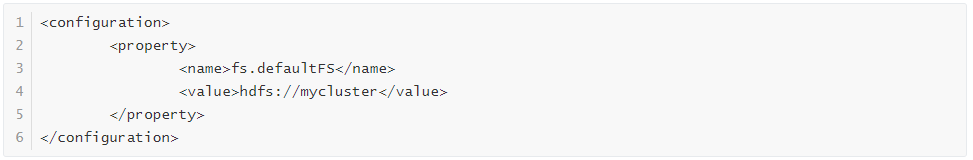 1 <configuration>
2         <property>
3                 <name>fs.defaultFS</name>
4                 <value>hdfs://mycluster</value>
5         </property>
6 </configuration>